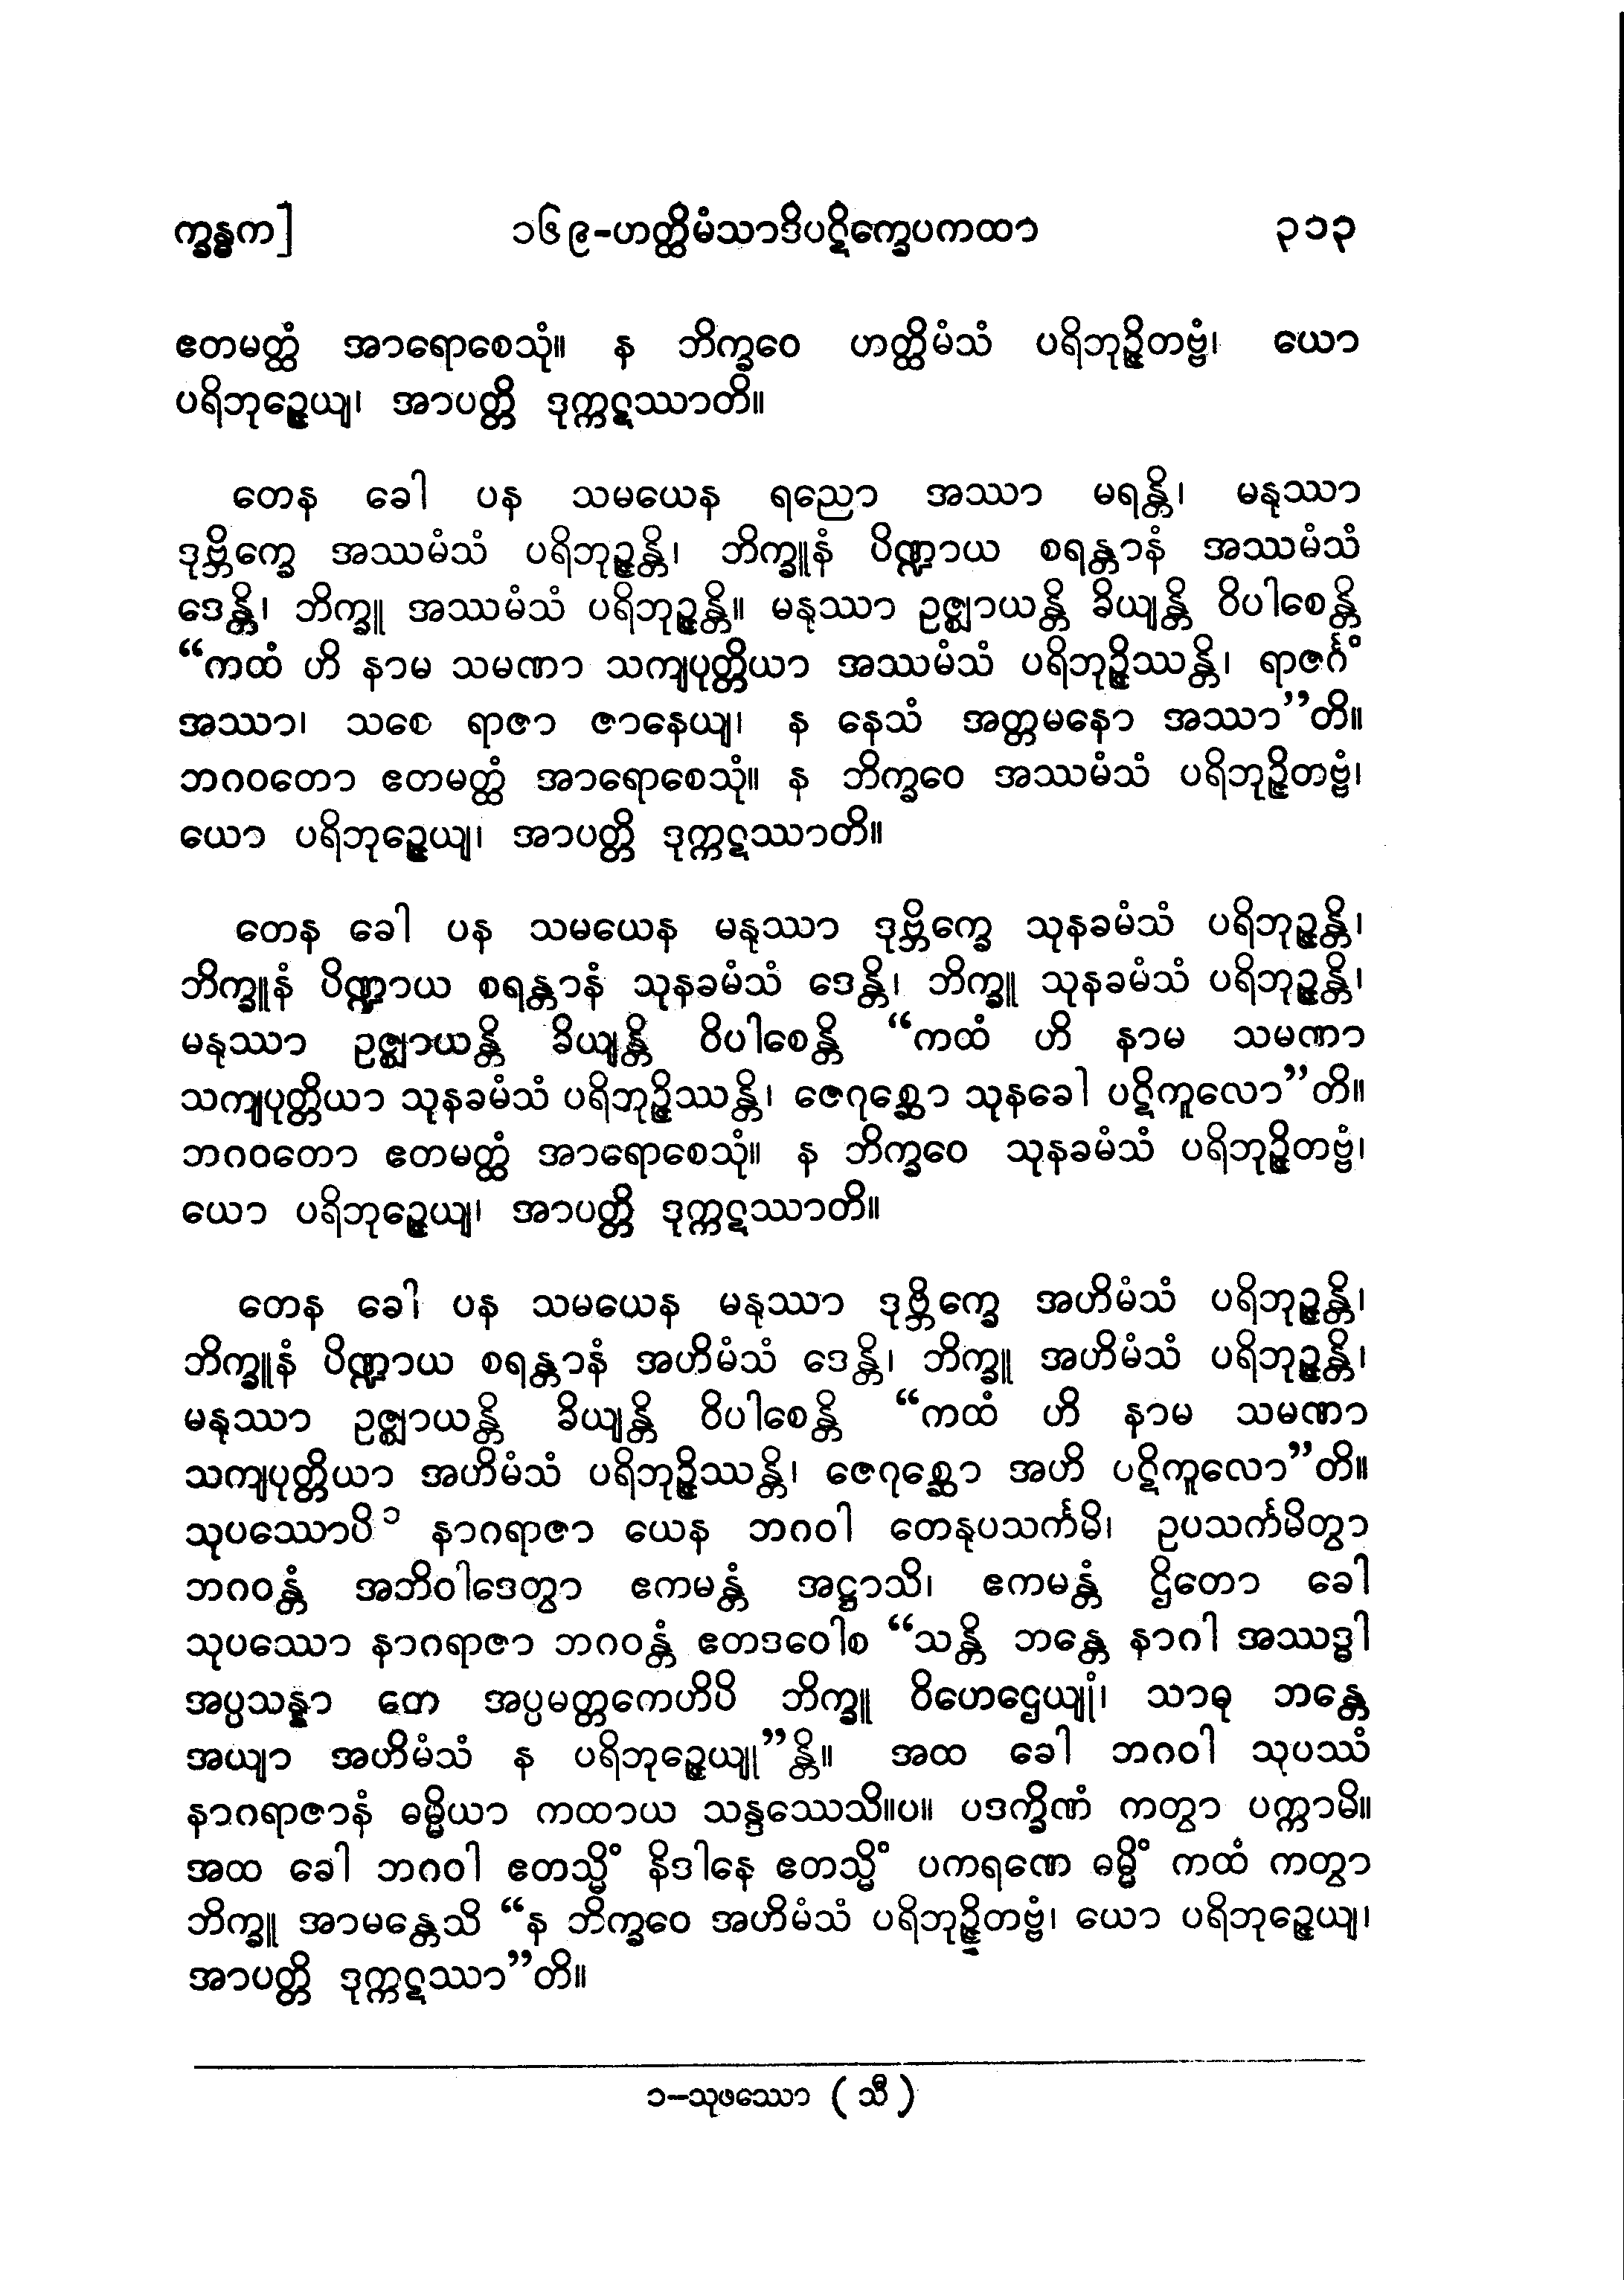 က္ခန္ဓက] ၁၆၉-ဟတ္ထိမံသာဒိပဋိက္ခေပကထာ ၃၁၃
ဧတမတ္ထံ အာရောစေသုံ။ န ဘိက္ခဝေ ဟတ္ထိမံသံ ပရိဘုဉ္ဇိတဗ္ဗံ၊ ယော
ပရိဘုဉ္ဇေယျ၊ အာပတ္တိ ဒုက္ကဋဿာတိ။
တေန ခေါ ပန သမယေန ရညော အဿာ မရန္တိ၊ မနုဿာ
ဒုဗ္ဘိက္ခေ အဿမံသံ ပရိဘုဉ္ဇန္တိ၊ ဘိက္ခူနံ ပိဏ္ဍာယ စရန္တာနံ အဿမံသံ
ဒေန္တိ၊ ဘိက္ခူ အဿမံသံ ပရိဘုဉ္ဇန္တိ။ မနုဿာ ဥဇ္ဈာယန္တိ ခိယျန္တိ ဝိပါစေန္တိ
“ကထံ ဟိ နာမ သမဏာ သကျပုတ္တိယာ အဿမံသံ ပရိဘုဉ္ဇိဿန္တိ၊ ရာဇင်္ဂံ
အဿာ၊ သစေ ရာဇာ ဇာနေယျ၊ န နေသံ အတ္တမနော အဿာ”တိ။
ဘဂဝတော ဧတမတ္ထံ အာရောစေသုံ။ န ဘိက္ခဝေ အဿမံသံ ပရိဘုဉ္ဇိတဗ္ဗံ၊
ယော ပရိဘုဉ္ဇေယျ၊ အာပတ္တိ ဒုက္ကဋဿာတိ။
တေန ခေါ ပန သမယေန မနုဿာ ဒုဗ္ဘိက္ခေ သုနခမံသံ ပရိဘုဉ္ဇန္တိ၊
ဘိက္ခူနံ ပိဏ္ဍာယ စရန္တာနံ သုနခမံသံ ဒေန္တိ၊ ဘိက္ခူ သုနခမံသံ ပရိဘုဉ္ဇန္တိ၊
မနုဿာ ဥဇ္ဈာယန္တိ ခိယျန္တိ ဝိပါစေန္တိ “ကထံ ဟိ နာမ သမဏာ
သကျပုတ္တိယာ သုနခမံသံ ပရိဘုဉ္ဇိဿန္တိ၊ ဇေဂုစ္ဆော သုနခေါ ပဋိကူလော”တိ။
ဘဂဝတော ဧတမတ္ထံ အာရောစေသုံ။ န ဘိက္ခဝေ သုနခမံသံ ပရိဘုဉ္ဇိတဗ္ဗံ၊
ယော ပရိဘုဉ္ဇေယျ၊ အာပတ္တိ ဒုက္ကဋဿာတိ။
တေန ခေါ ပန သမယေန မနုဿာ ဒုဗ္ဘိက္ခေ အဟိမံသံ ပရိဘုဉ္ဇန္တိ၊
ဘိက္ခူနံ ပိဏ္ဍာယ စရန္တာနံ အဟိမံသံ ဒေန္တိ၊ ဘိက္ခူ အဟိမံသံ ပရိဘုဉ္ဇန္တိ၊
မနုဿာ ဥဇ္ဈာယန္တိ ခိယျန္တိ ဝိပါစေန္တိ “ကထံ ဟိ နာမ သမဏာ
သကျပုတ္တိယာ အဟိမံသံ ပရိဘုဉ္ဇိဿန္တိ၊ ဇေဂုစ္ဆော အဟိ ပဋိကူလော”တိ။
သုပဿောပိ ၁ နာဂရာဇာ ယေန ဘဂဝါ တေနုပသင်္ကမိ၊ ဥပသင်္ကမိတွာ
ဘဂဝန္တံ အဘိဝါဒေတွာ ဧကမန္တံ အဋ္ဌာသိ၊ ဧကမန္တံ ဌိတော ခေါ
သုပဿော နာဂရာဇာ ဘဂဝန္တံ ဧတဒဝေါစ “သန္တိ ဘန္တေ နာဂါ အဿဒ္ဓါ
အပ္ပသန္နာ တေ အပ္ပမတ္တကေဟိပိ ဘိက္ခူ ဝိဟေဌေယျုံ၊ သာဓု ဘန္တေ
အယျာ အဟိမံသံ န ပရိဘုဉ္ဇေယျု”န္တိ။ အထ ခေါ ဘဂဝါ သုပဿံ
နာဂရာဇာနံ ဓမ္မိယာ ကထာယ သန္ဒဿေသိ။ပ။ ပဒက္ခိဏံ ကတွာ ပက္ကာမိ။
အထ ခေါ ဘဂဝါ ဧတသ္မိံ နိဒါနေ ဧတသ္မိံ ပကရဏေ ဓမ္မိံ ကထံ ကတွာ
ဘိက္ခူ အာမန္တေသိ “န ဘိက္ခဝေ အဟိမံသံ ပရိဘုဉ္ဇိတဗ္ဗံ၊ ယော ပရိဘုဉ္ဇေယျ၊
အာပတ္တိ ဒုက္ကဋဿာ”တိ။
၁-သုဖဿော (သီ)